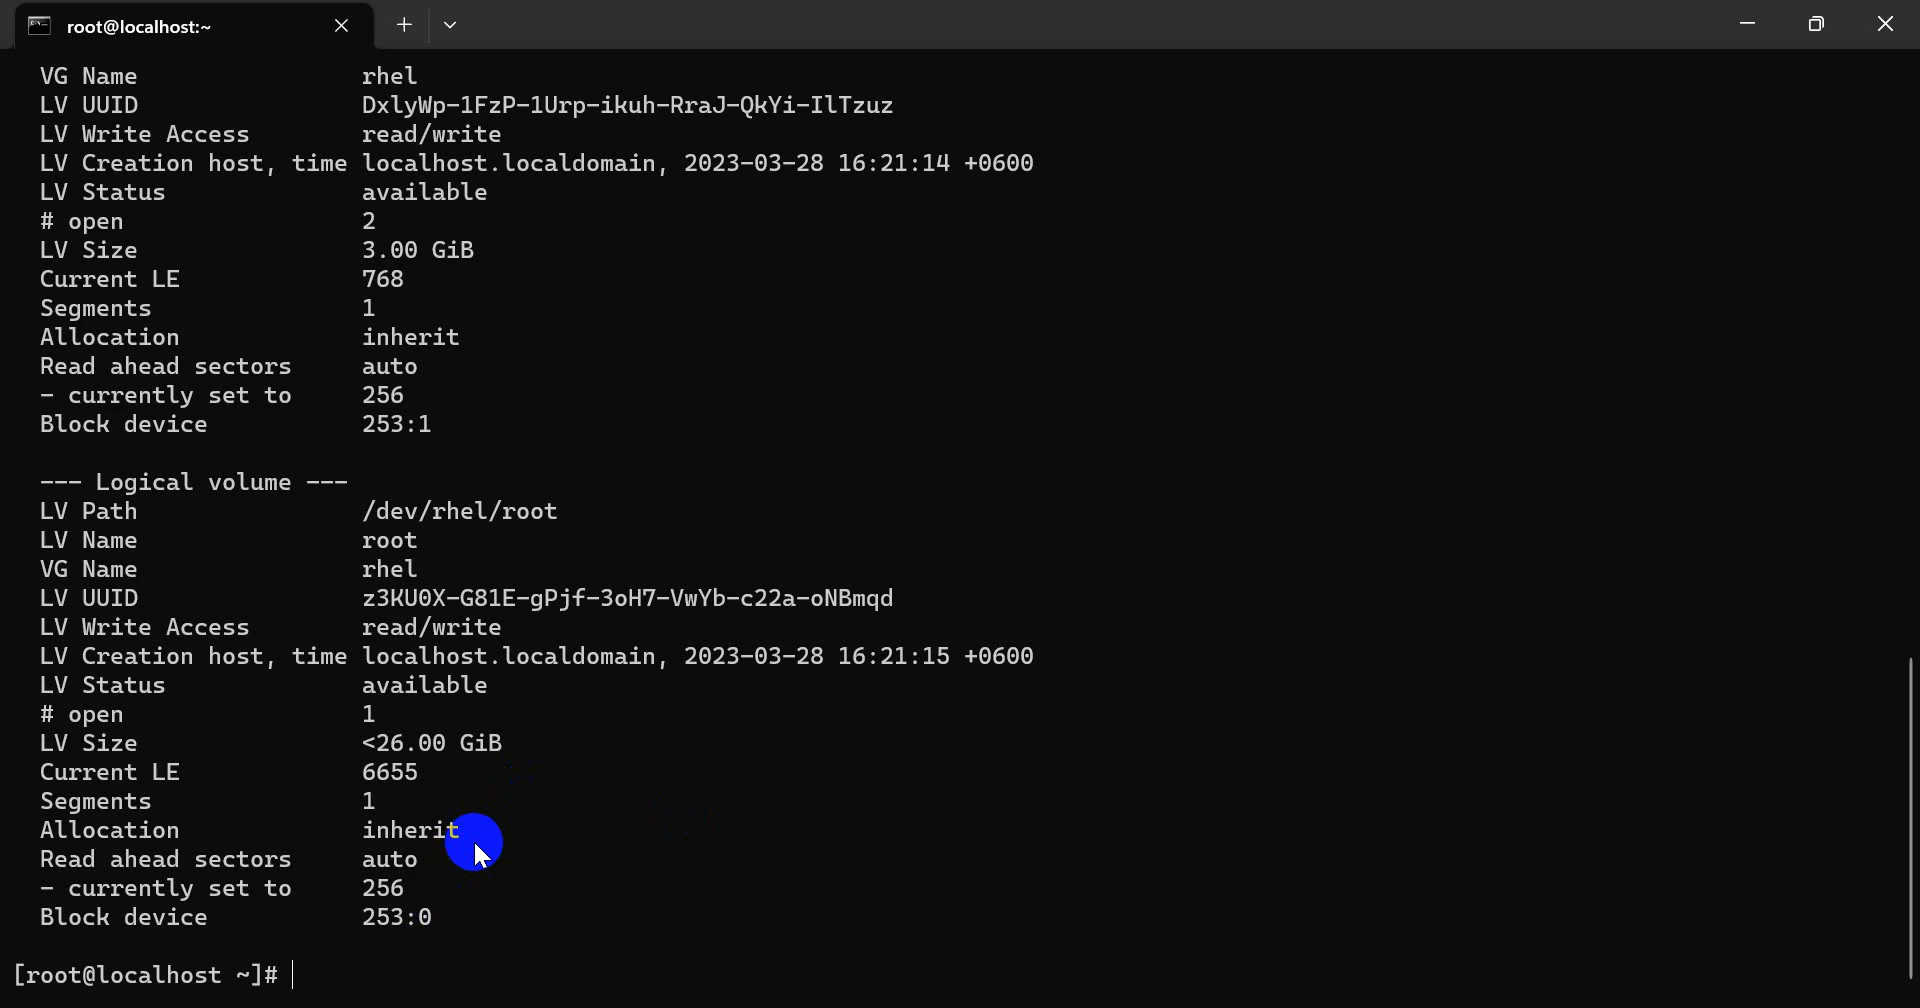 root@localhost:~
VG Name                rhel
LV UUID                DxlyWp-1FzP-1Urp-ikuh-RraJ-QkYi-IlTzuz
LV Write Access        read/write
LV Creation host, time localhost.localdomain, 2023-03-28 16:21:14 +0600
LV Status              available
# open                 2
LV Size                3.00 GiB
Current LE             768
Segments               1
Allocation             inherit
Read ahead sectors     auto
- currently set to     256
Block device           253:1
--- Logical volume ---
LV Path                /dev/rhel/root
LV Name                root
VG Name                rhel
LV UUID                z3KU0X-G81E-gPjf-3oH7-VwYb-c22a-oNBmqd
LV Write Access        read/write
LV Creation host, time localhost.localdomain, 2023-03-28 16:21:15 +0600
LV Status              available
# open                 1
LV Size                <26.00 GiB
Current LE             6655
Segments               1
Allocation             inherit
Read ahead sectors     auto
- currently set to     256
Block device           253:0
[root@localhost ~]#